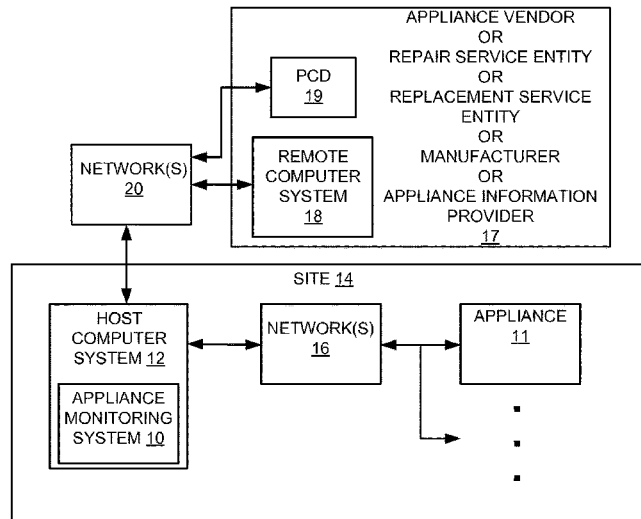 APPLIANCE VENDOR
OR
REPAIR SERVICE ENTITY
OR
REPLACEMENT SERVICE
ENTITY
OR
MANUFACTURER
OR
APPLIANCE INFORMATION
PROVIDER
17
PCD
19
REMOTE
COMPUTER
SYSTEM
18
NETWORK(S)
20
SITE 14
HOST
COMPUTER
SYSTEM 12
APPLIANCE
MONITORING
SYSTEM 10
NETWORK(S)
16
APPLIANCE
11